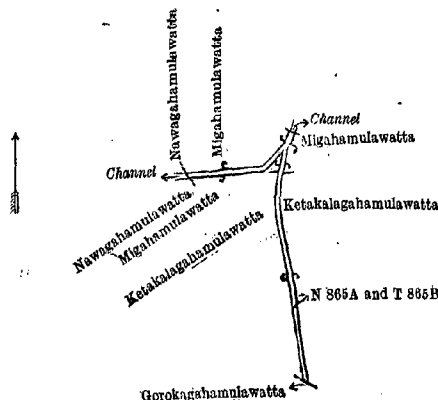 Nawagahamulawatta
Migahamulawatta
Channel
Migahamulawatta
Channel
Ketakalagahamulawatta
Nawagahamulawatta
Migahamulawatta
Ketakalagahamulawatta
N 865A and T 865B
Gorokagahamulawatta